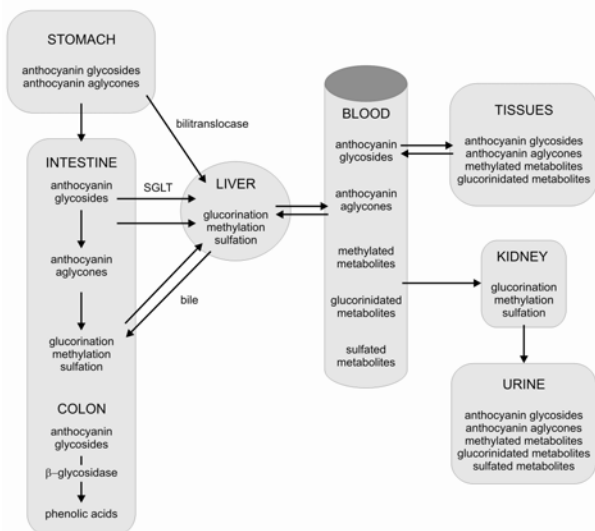 STOMACH
anthocyanin glycosides
anthocyanin aglycones
bilitranslocase
INTESTINE
anthocyanin
glycosides
SGLT
anthocyanin
aglycones
glucorination
methylation
sulfation
bile
COLON
anthocyanin
glycosides
β–glycosidase
phenolic acids
LIVER
glucorination
methylation
sulfation
BLOOD
anthocyanin
glycosides
anthocyanin
aglycones
methylated
metabolites
glucorinidated
metabolites
sulfated
metabolites
TISSUES
anthocyanin glycosides
anthocyanin aglycones
methylated metabolites
glucorinidated metabolites
KIDNEY
glucorination
methylation
sulfation
URINE
anthocyanin glycosides
anthocyanin aglycones
methylated metabolites
glucorinidated metabolites
sulfated metabolites